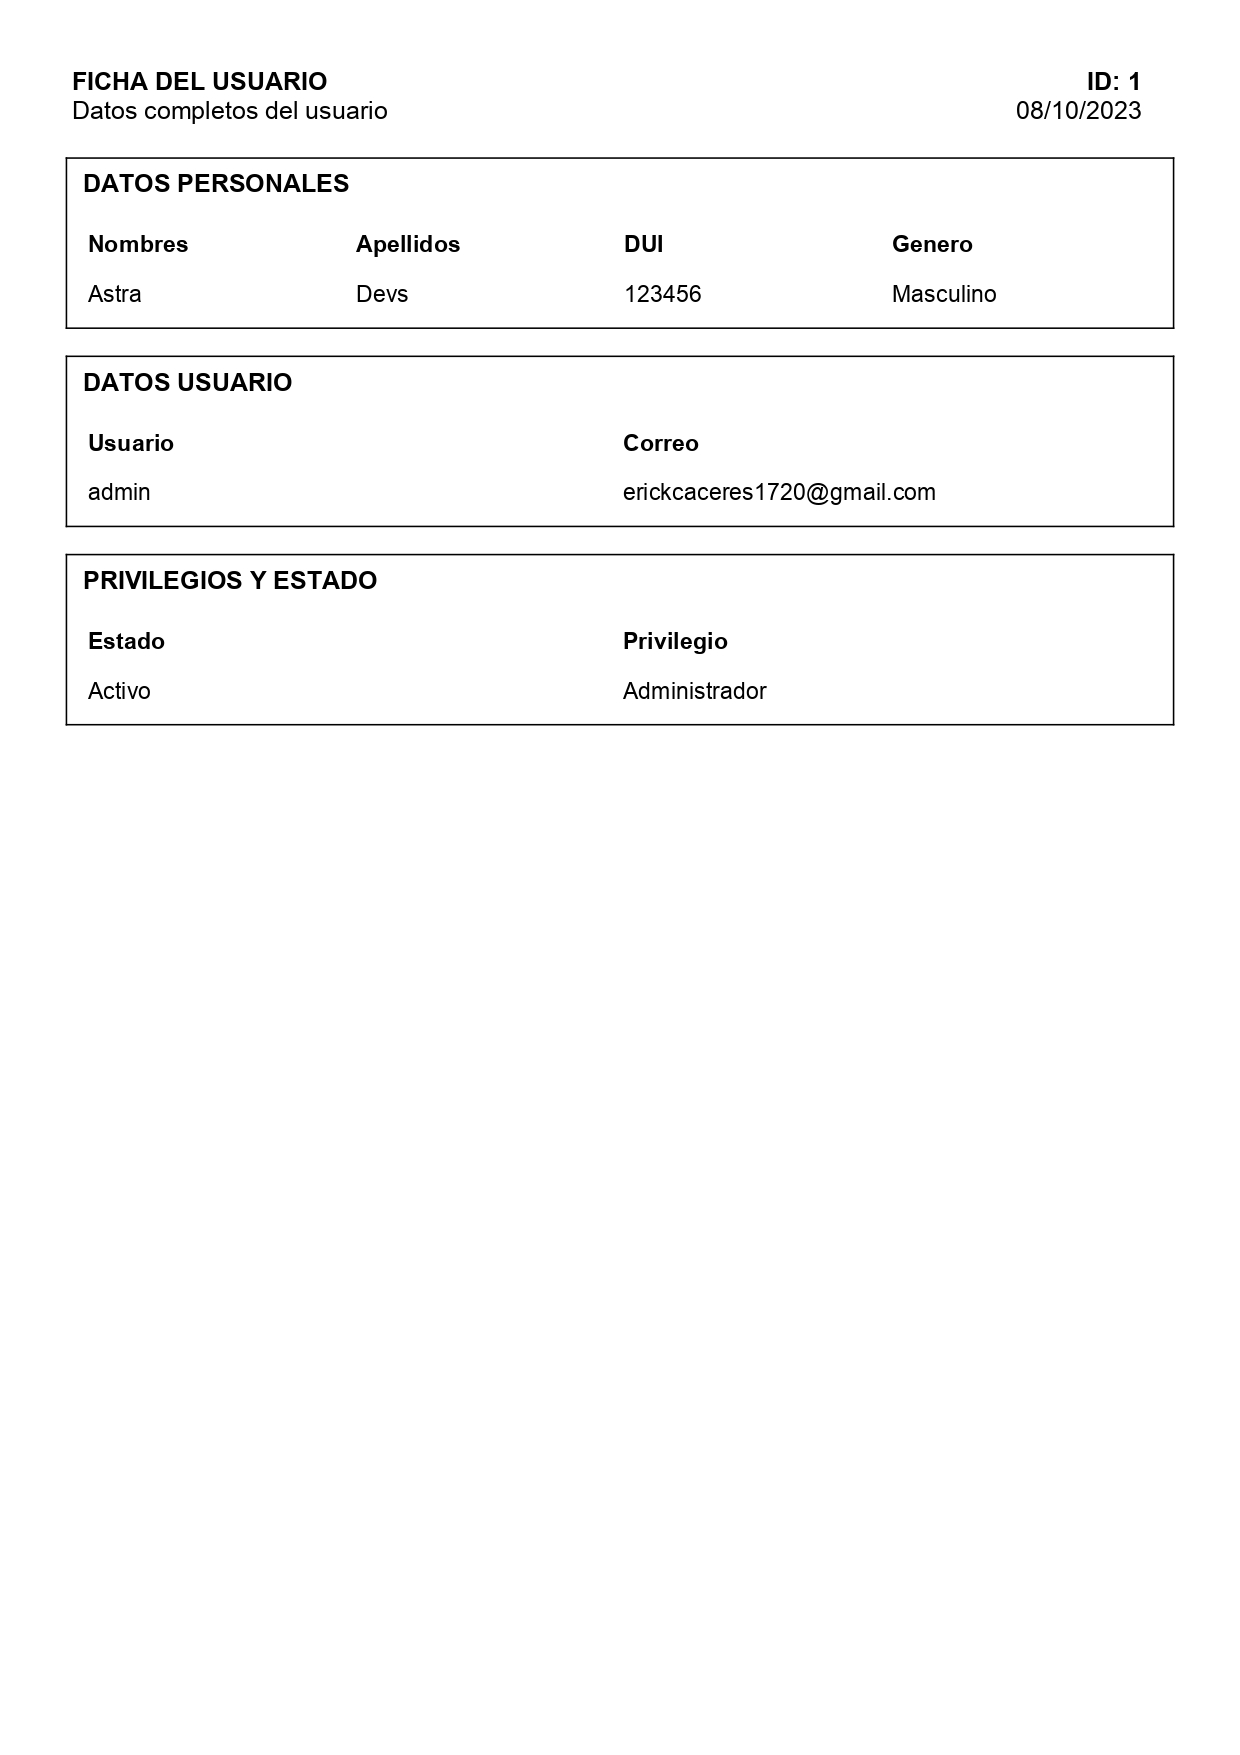 FICHA DEL USUARIO ID: 1
Datos completos del usuario 08/10/2023
DATOS PERSONALES
Nombres Apellidos DUI Genero
Astra Devs 123456 Masculino
DATOS USUARIO
Usuario Correo
admin erickcaceres1720@gmail.com
PRIVILEGIOS Y ESTADO
Estado Privilegio
Activo Administrador